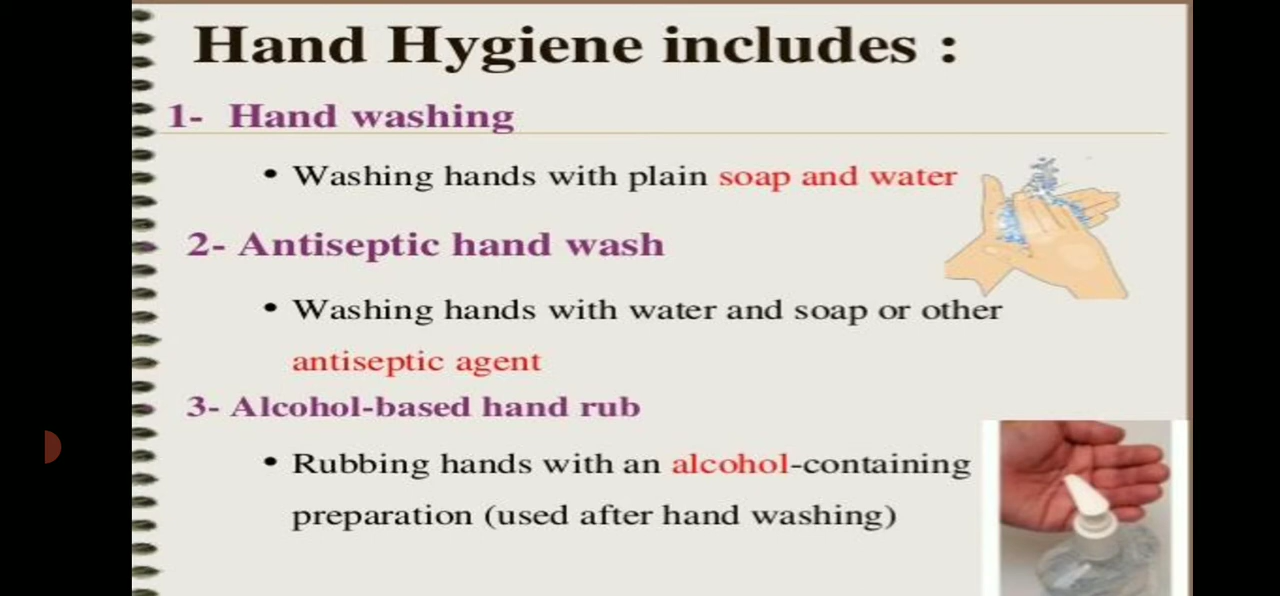 Hand Hygiene includes :
1- Hand washing
• Washing hands with plain soap and water
2- Antiseptic hand wash
• Washing hands with water and soap or other
antiseptic agent
3- Alcohol-based hand rub
• Rubbing hands with an alcohol-containing
preparation (used after hand washing)